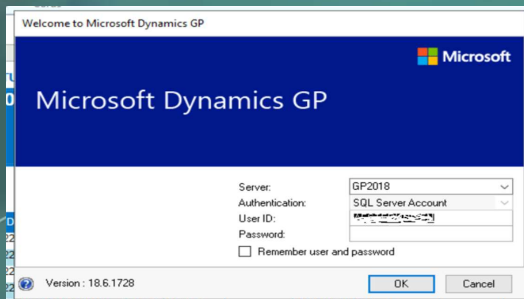 Welcome to Microsoft Dynamics GP
Microsoft
Microsoft Dynamics GP
Server: GP2018
Authentication: SQL Server Account
User ID:
Password:
Remember user and password
Version : 18.6.1728
OK Cancel